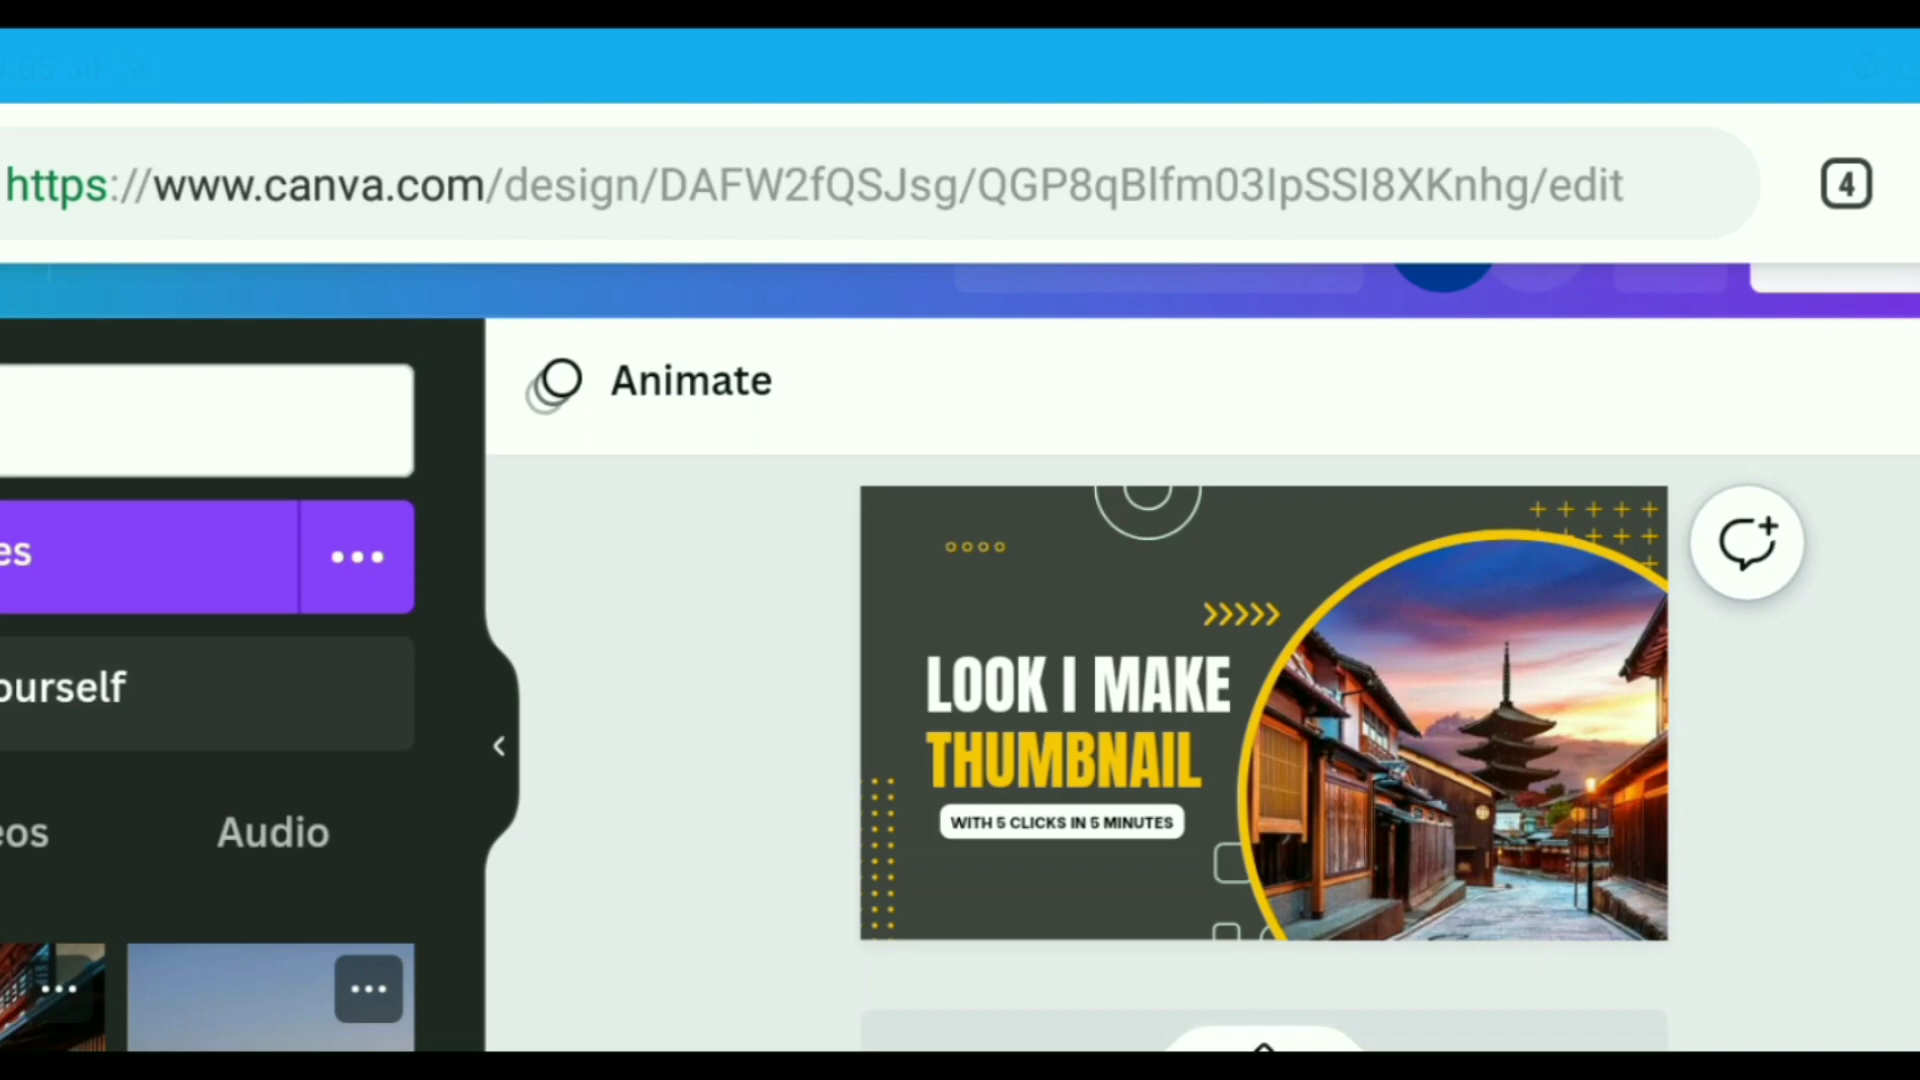 https://www.canva.com/design/DAFW2fQSJsg/QGP8qBlfm03IpSSI8XKnhg/edit
4
Animate
es
ourself
eos
Audio
LOOK I MAKE
THUMBNAIL
WITH 5 CLICKS IN 5 MINUTES